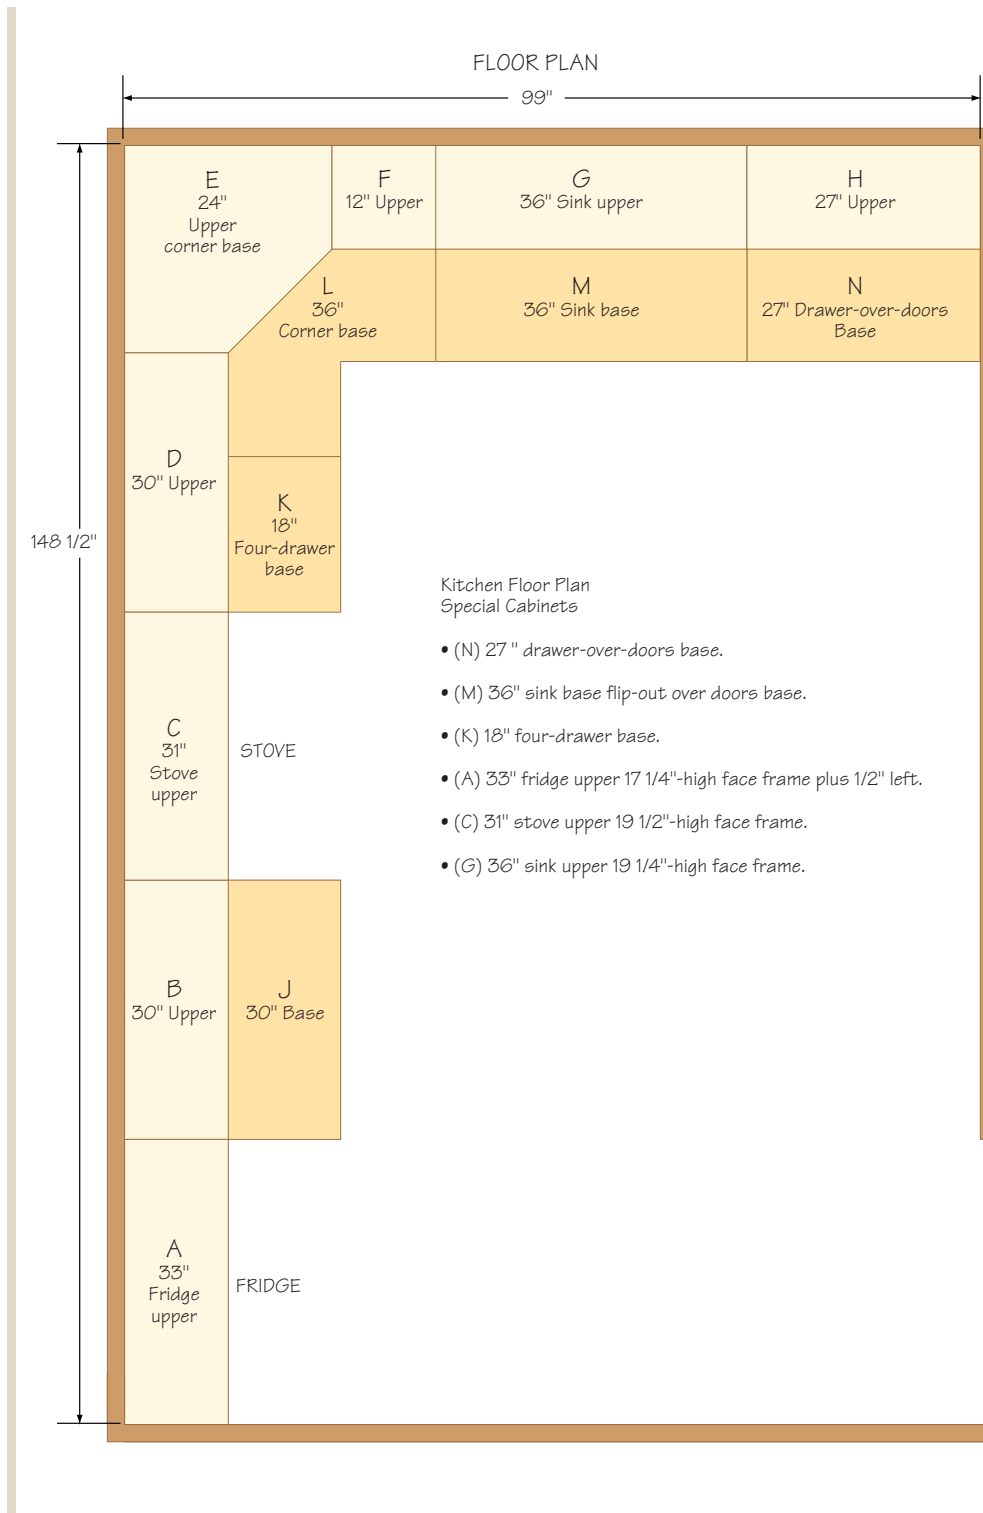 FLOOR PLAN
99"
E
24"
Upper
corner base
F
12" Upper
G
36" Sink upper
H
27" Upper
L
36"
Corner base
M
36" Sink base
N
27" Drawer-over-doors
Base
D
30" Upper
K
18"
Four-drawer
base
148 1/2"
Kitchen Floor Plan
Special Cabinets
• (N) 27 " drawer-over-doors base.
• (M) 36" sink base flip-out over doors base.
• (K) 18" four-drawer base.
• (A) 33" fridge upper 17 1/4"-high face frame plus 1/2" left.
• (C) 31" stove upper 19 1/2"-high face frame.
• (G) 36" sink upper 19 1/4"-high face frame.
C
31"
Stove
upper
STOVE
B
30" Upper
J
30" Base
A
33"
Fridge
upper
FRIDGE